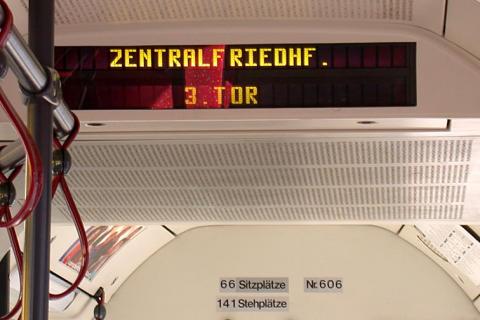 ZENTRALFRIEDHF.
3.TOR
66 Sitzplätze Nr.606
141 Stehplätze